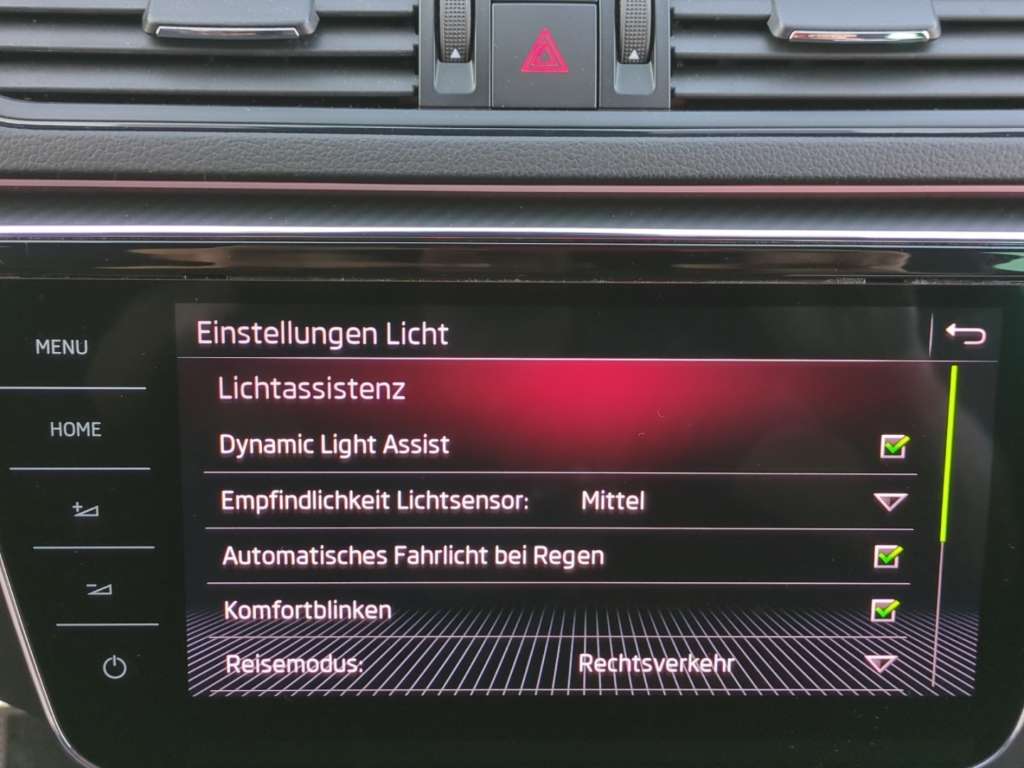 MENU
HOME
Einstellungen Licht
Lichtassistenz
Dynamic Light Assist
Empfindlichkeit Lichtsensor: Mittel
Automatisches Fahrlicht bei Regen
Komfortblinken
Reisemodus: Rechtsverkehr